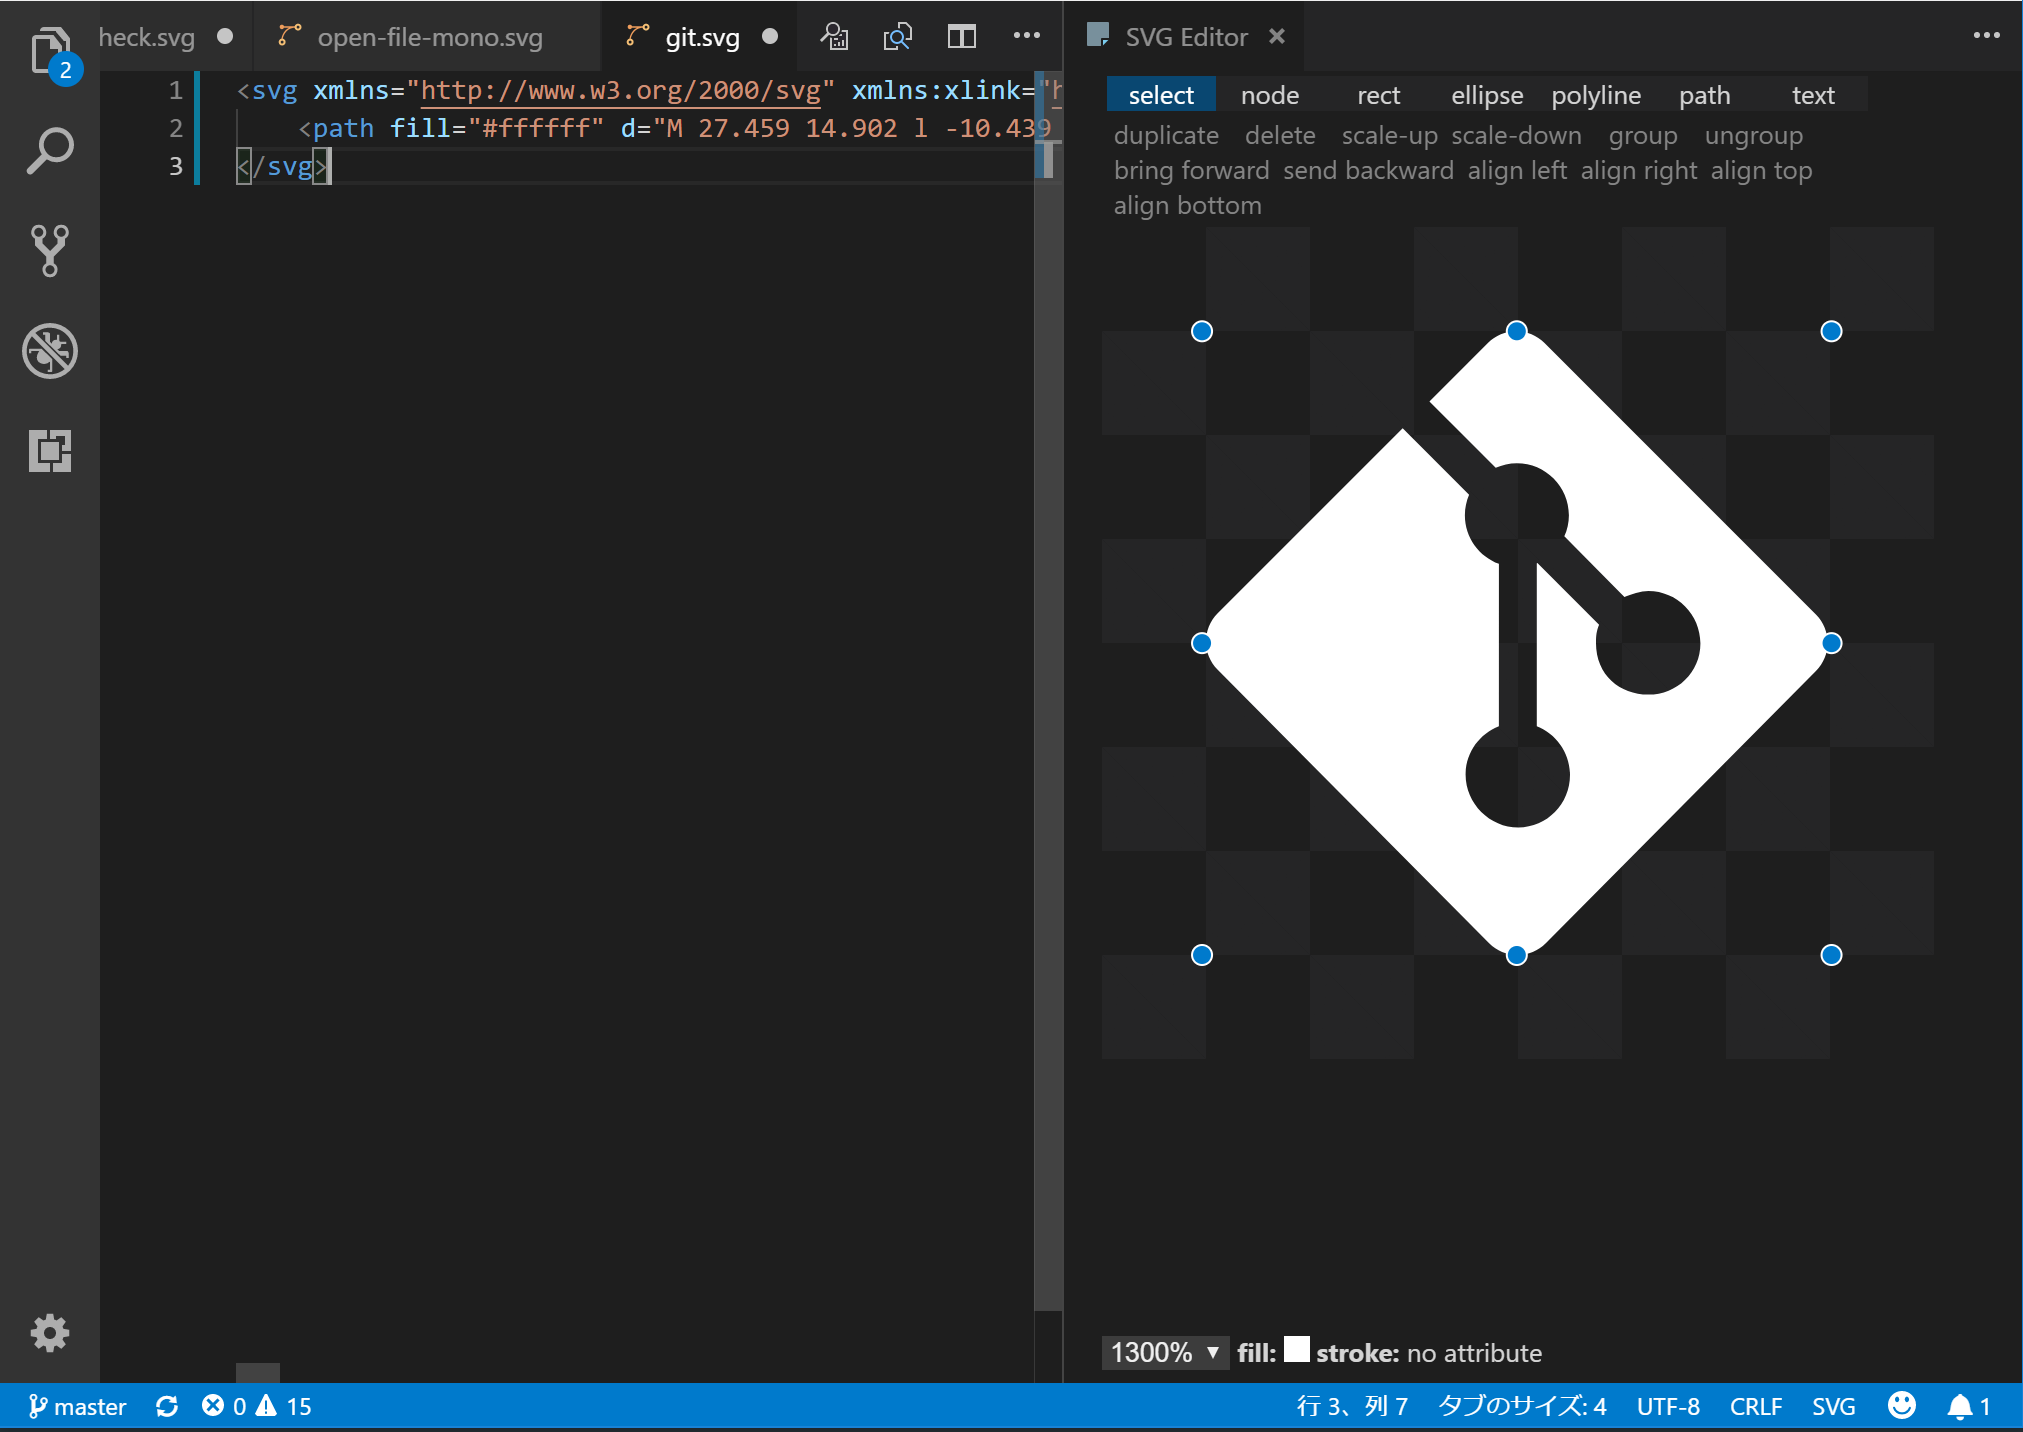 heck.svg open-file-mono.svg git.svg
1 <svg xmlns="http://www.w3.org/2000/svg" xmlns:xlink="h
2 <path fill="#ffffff" d="M 27.459 14.902 l -10.439
3 </svg>
2
SVG Editor
select node rect ellipse polyline path text
duplicate delete scale-up scale-down group ungroup
bring forward send backward align left align right align top
align bottom
1300% ▼ fill: stroke: no attribute
master 0 15 行 3、列 7 タブのサイズ: 4 UTF-8 CRLF SVG 1